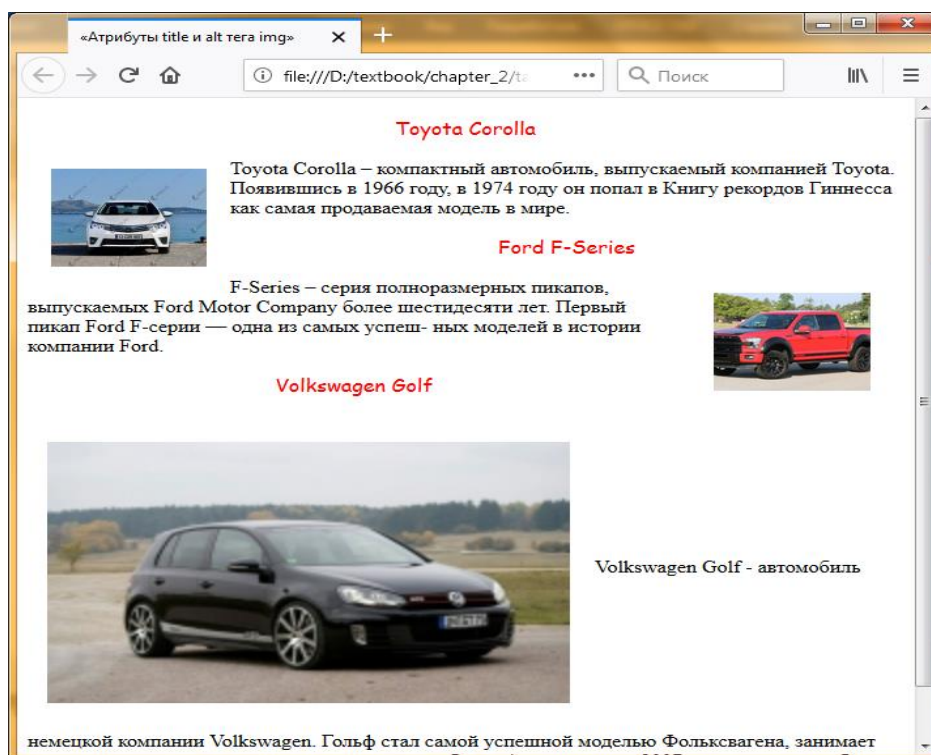 «Атрибуты title и alt тега img»
file:///D:/textbook/chapter_2/ta
Поиск
Toyota Corolla
Toyota Corolla – компактный автомобиль, выпускаемый компанией Toyota.
Появившись в 1966 году, в 1974 году он попал в Книгу рекордов Гиннесса
как самая продаваемая модель в мире.
Ford F-Series
F-Series – серия полноразмерных пикапов,
выпускаемых Ford Motor Company более шестидесяти лет. Первый
пикап Ford F-серии — одна из самых успеш- ных моделей в истории
компании Ford.
Volkswagen Golf
Volkswagen Golf - автомобиль
немецкой компании Volkswagen. Гольф стал самой успешной моделью Фольксвагена, занимает